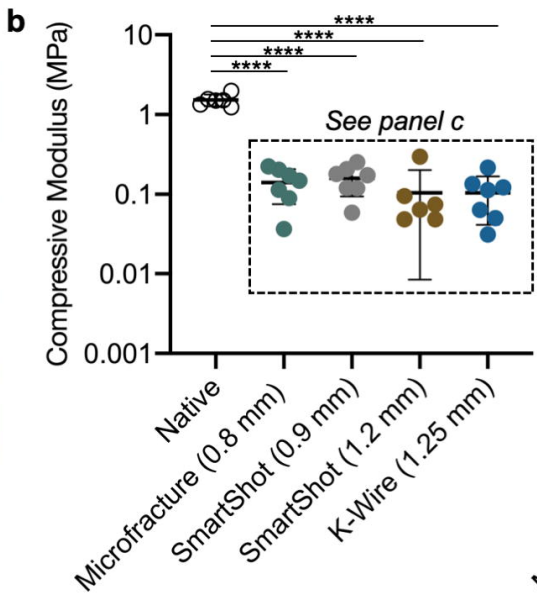 b
Compressive Modulus (MPa)
10
1
0.1
0.01
0.001
****
****
****
****
See panel c
Native
Microfracture (0.8 mm)
SmartShot (0.9 mm)
SmartShot (1.2 mm)
K-Wire (1.25 mm)